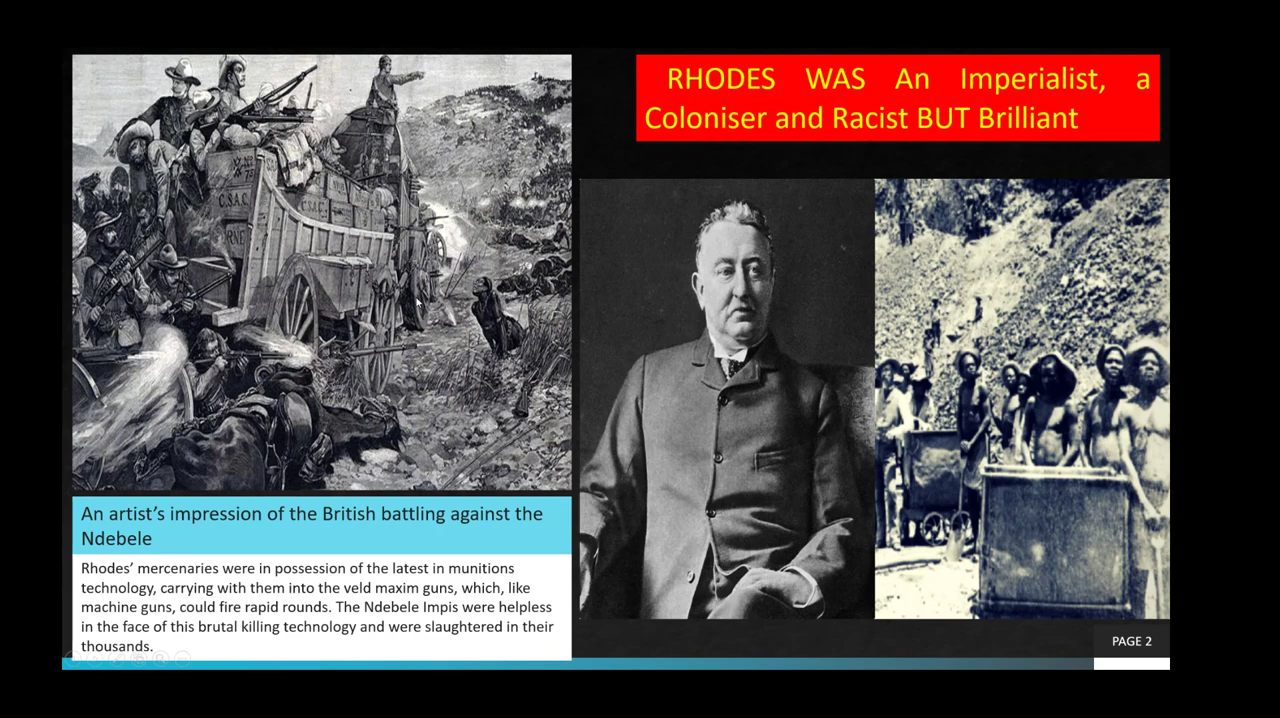 RHODES WAS An Imperialist, a
Coloniser and Racist BUT Brilliant
C.S.A.C.
C.S.A.C.
An artist's impression of the British battling against the
Ndebele
Rhodes' mercenaries were in possession of the latest in munitions
technology, carrying with them into the veld maxim guns, which, like
machine guns, could fire rapid rounds. The Ndebele Impis were helpless
in the face of this brutal killing technology and were slaughtered in their
thousands.
PAGE 2